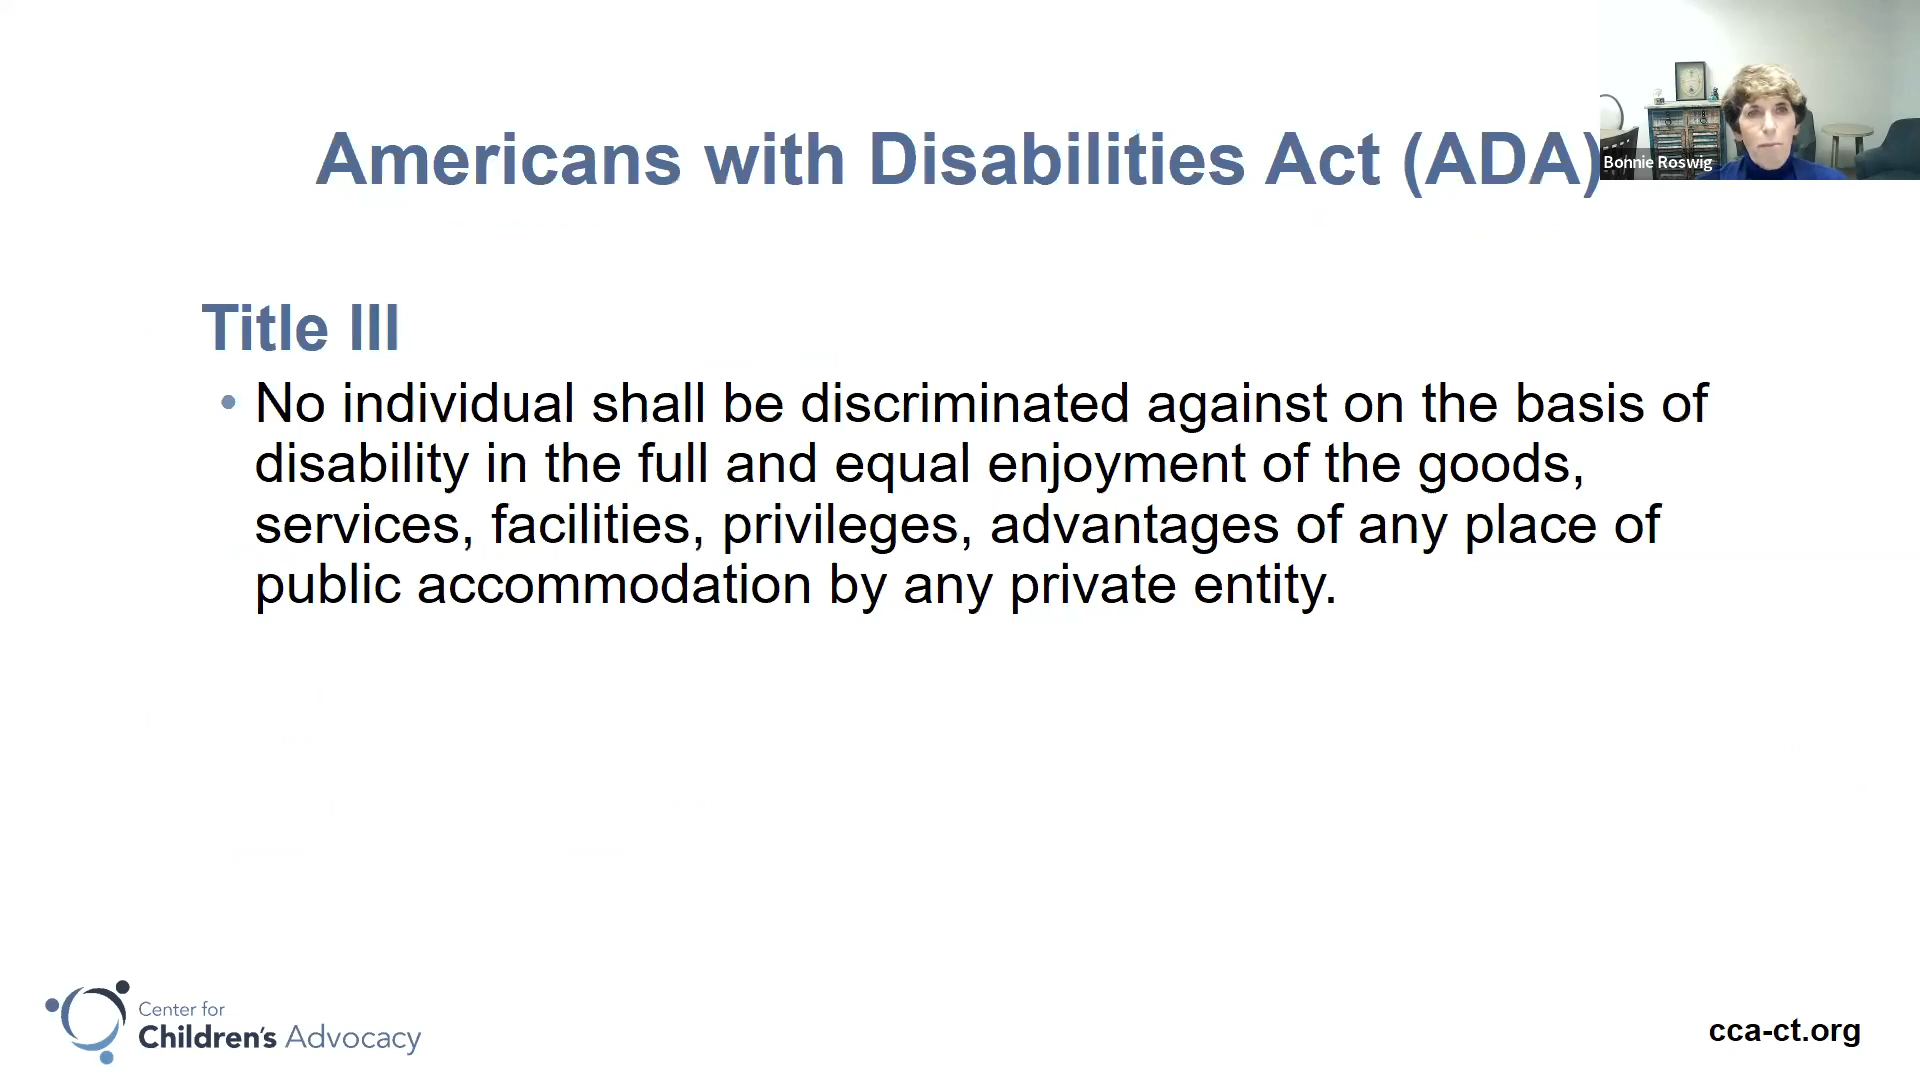 Americans with Disabilities Act (ADA)
Bonnie Roswig
Title III
• No individual shall be discriminated against on the basis of
disability in the full and equal enjoyment of the goods,
services, facilities, privileges, advantages of any place of
public accommodation by any private entity.
Center for
Children's Advocacy
cca-ct.org